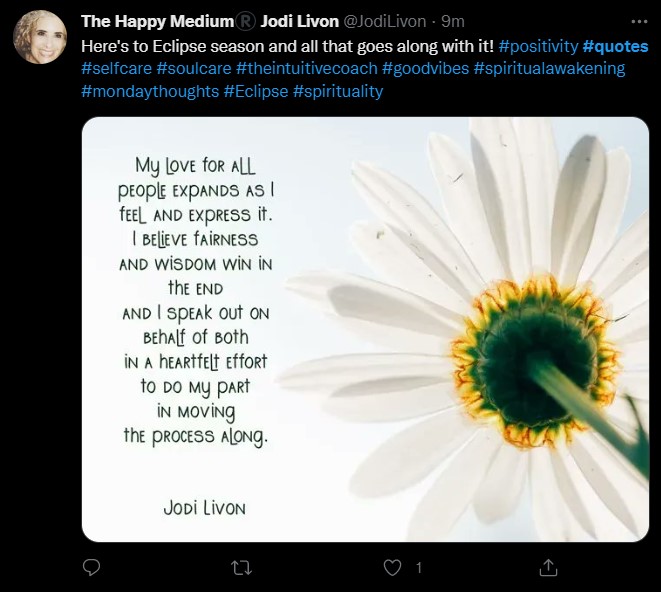 The Happy Medium® Jodi Livon @JodiLivon · 9m
Here's to Eclipse season and all that goes along with it! #positivity #quotes
#selfcare #soulcare #theintuitivecoach #goodvibes #spiritualawakening
#mondaythoughts #Eclipse #spirituality
My love for all
people expands as I
feel and express it.
I believe fairness
and wisdom win in
the end
and I speak out on
behalf of both
in a heartfelt effort
to do my part
in moving
the process along.
Jodi Livon
1